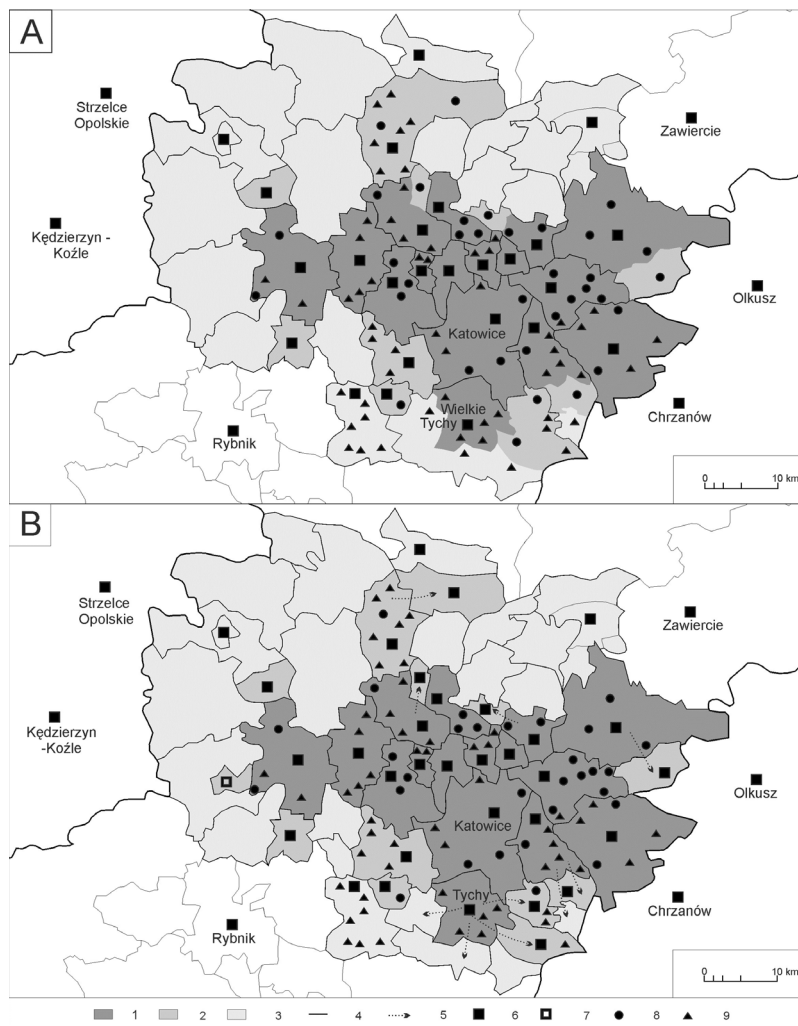 A
Strzelce
Opolskie
Zawiercie
Kędzierzyn -
Koźle
Olkusz
Katowice
Wielkie
Tychy
Chrzanów
Rybnik
0 10 km
B
Strzelce
Opolskie
Zawiercie
Kędzierzyn
-Koźle
Olkusz
Katowice
Tychy
Chrzanów
Rybnik
0 10 km
1 2 3 4 5 6 7 8 9